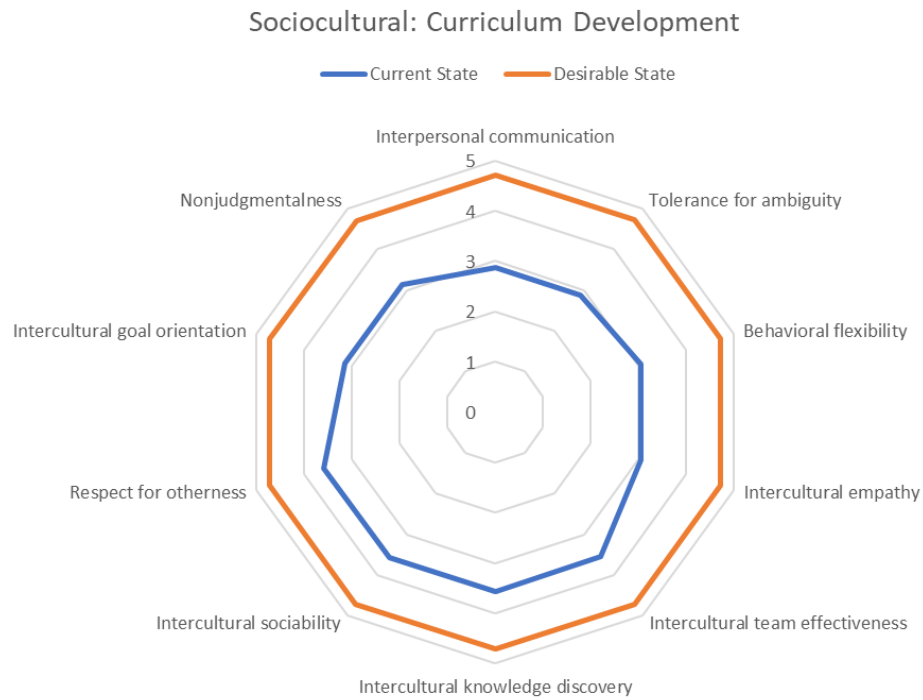 Sociocultural: Curriculum Development
Current State
Desirable State
Interpersonal communication
Tolerance for ambiguity
Behavioral flexibility
Intercultural empathy
Intercultural team effectiveness
Intercultural knowledge discovery
Intercultural sociability
Respect for otherness
Intercultural goal orientation
Nonjudgmentalness
5
4
3
2
1
0